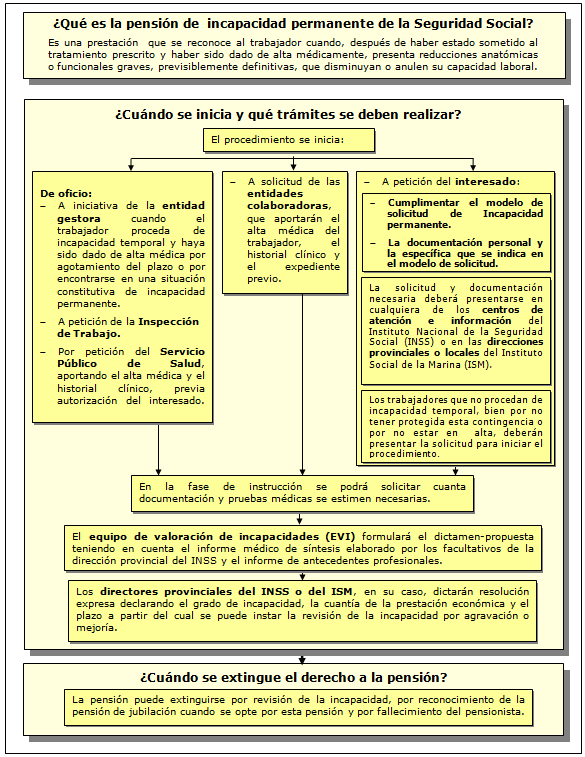 ¿Qué es la pensión de incapacidad permanente de la Seguridad Social?
Es una prestación que se reconoce al trabajador cuando, después de haber estado sometido al
tratamiento prescrito y haber sido dado de alta médicamente, presenta reducciones anatómicas
o funcionales graves, previsiblemente definitivas, que disminuyan o anulen su capacidad laboral.
¿Cuándo se inicia y qué trámites se deben realizar?
El procedimiento se inicia:
De oficio:
– A iniciativa de la entidad
gestora cuando el
trabajador proceda de
incapacidad temporal y haya
sido dado de alta médica por
agotamiento del plazo o por
encontrarse en una situación
constitutiva de incapacidad
permanente.
– A petición de la Inspección
de Trabajo.
– Por petición del Servicio
Público de Salud,
aportando el alta médica y el
historial clínico, previa
autorización del interesado.
– A solicitud de las
entidades
colaboradoras,
que aportarán el
alta médica del
trabajador, el
historial clínico y
el expediente
previo.
– A petición del interesado:
– Cumplimentar el modelo de
solicitud de Incapacidad
permanente.
– La documentación personal y
la específica que se indica en
el modelo de solicitud.
La solicitud y documentación
necesaria deberá presentarse en
cualquiera de los centros de
atención e información del
Instituto Nacional de la Seguridad
Social (INSS) o en las direcciones
provinciales o locales del Instituto
Social de la Marina (ISM).
Los trabajadores que no procedan de
incapacidad temporal, bien por no
tener protegida esta contingencia o
por no estar en alta, deberán
presentar la solicitud para iniciar el
procedimiento.
En la fase de instrucción se podrá solicitar cuanta
documentación y pruebas médicas se estimen necesarias.
El equipo de valoración de incapacidades (EVI) formulará el dictamen-propuesta
teniendo en cuenta el informe médico de síntesis elaborado por los facultativos de la
dirección provincial del INSS y el informe de antecedentes profesionales.
Los directores provinciales del INSS o del ISM, en su caso, dictarán resolución
expresa declarando el grado de incapacidad, la cuantía de la prestación económica y el
plazo a partir del cual se puede instar la revisión de la incapacidad por agravación o
mejoría.
¿Cuándo se extingue el derecho a la pensión?
La pensión puede extinguirse por revisión de la incapacidad, por reconocimiento de la
pensión de jubilación cuando se opte por esta pensión y por fallecimiento del pensionista.